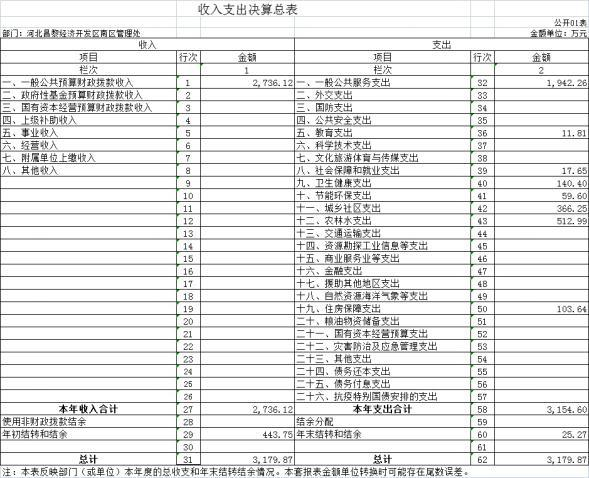 收入支出决算总表
公开01表
部门：河北昌黎经济开发区南区管理处 金额单位：万元
收入 支出
项目 行次 金额 项目 行次 金额
栏次 1 栏次 2
一、一般公共预算财政拨款收入 1 2,736.12 一、一般公共服务支出 32 1,942.26
二、政府性基金预算财政拨款收入 2 二、外交支出 33
三、国有资本经营预算财政拨款收入 3 三、国防支出 34
四、上级补助收入 4 四、公共安全支出 35
五、事业收入 5 五、教育支出 36 11.81
六、经营收入 6 六、科学技术支出 37
七、附属单位上缴收入 7 七、文化旅游体育与传媒支出 38
八、其他收入 8 八、社会保障和就业支出 39 17.65
9 九、卫生健康支出 40 140.40
10 十、节能环保支出 41 59.60
11 十一、城乡社区支出 42 366.25
12 十二、农林水支出 43 512.99
13 十三、交通运输支出 44
14 十四、资源勘探工业信息等支出 45
15 十五、商业服务业等支出 46
16 十六、金融支出 47
17 十七、援助其他地区支出 48
18 十八、自然资源海洋气象等支出 49
19 十九、住房保障支出 50 103.64
20 二十、粮油物资储备支出 51
21 二十一、国有资本经营预算支出 52
22 二十二、灾害防治及应急管理支出 53
23 二十三、其他支出 54
24 二十四、债务还本支出 55
25 二十五、债务付息支出 56
26 二十六、抗疫特别国债安排的支出 57
本年收入合计 27 2,736.12 本年支出合计 58 3,154.60
使用非财政拨款结余 28 结余分配 59
年初结转和结余 29 443.75 年末结转和结余 60 25.27
30 61
总计 31 3,179.87 总计 62 3,179.87
注：本表反映部门（或单位）本年度的总收支和年末结转结余情况。本套报表金额单位转换时可能存在尾数误差。